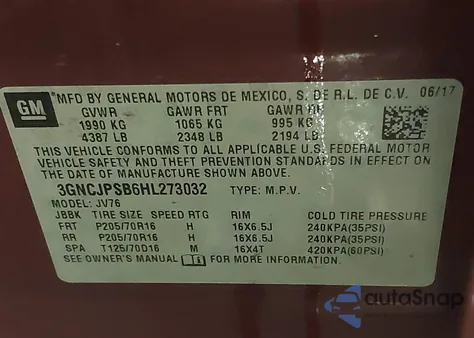 GM
MFD BY GENERAL MOTORS DE MEXICO, S. DE R.L. DE C.V. 06/17
GVWR GAWR FRT GAWR RR
1990 KG 1065 KG 995 KG
4387 LB 2348 LB 2194 LB
THIS VEHICLE CONFORMS TO ALL APPLICABLE U.S. FEDERAL MOTOR
VEHICLE SAFETY AND THEFT PREVENTION STANDARDS IN EFFECT ON
THE DATE OF MANUFACTURE SHOWN ABOVE.
3GNCJPSB6HL273032 TYPE: M.P.V.
MODEL: JV76
JBBK TIRE SIZE SPEED RTG RIM COLD TIRE PRESSURE
FRT P205/70R16 H 16X6.5J 240KPA(35PSI)
RR P205/70R16 H 16X6.5J 240KPA(35PSI)
SPA T125/70D16 M 16X4T 420KPA(60PSI)
SEE OWNER'S MANUAL FOR MORE INFORMATION.
autoSnap